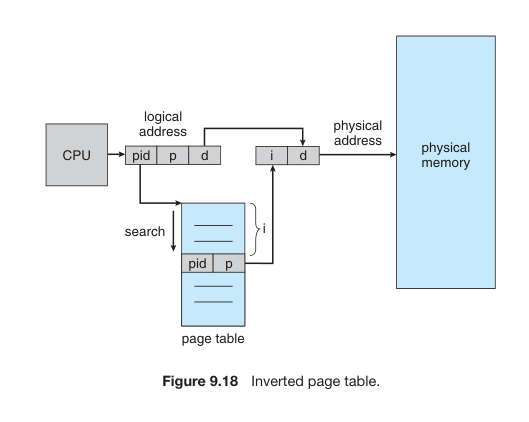 logical
address
physical
address
CPU
pid p d
i d
physical
memory
search
i
pid p
page table
Figure 9.18 Inverted page table.